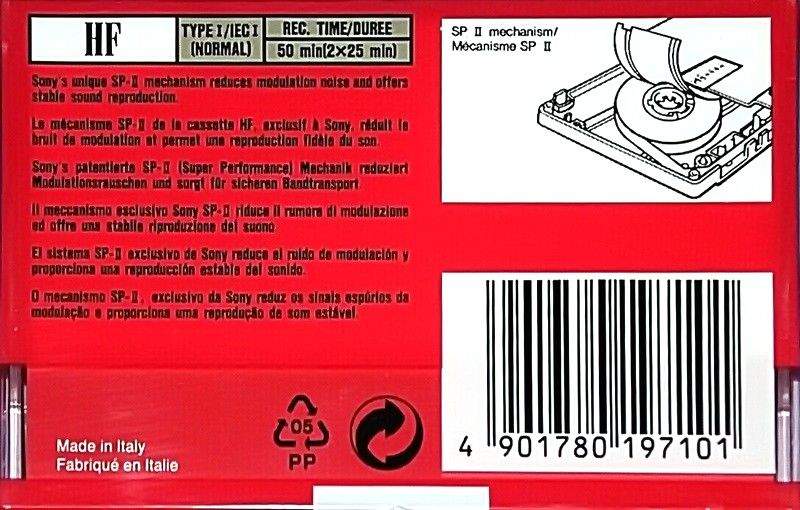 HF
TYPE I/IEC I
(NORMAL)
REC. TIME/DUREE
50 min(2×25 min)
SP II mechanism/
Mécanisme SP II
Sony's unique SP-II mechanism reduces modulation noise and offers
stable sound reproduction.
Le mécanisme SP-II de la cassette HF, exclusif à Sony, réduit le
bruit de modulation et permet une reproduction fidèle du son.
Sony's patentierte SP-II (Super Performance) Mechanik reduziert
Modulationsrauschen und sorgt für sicheren Bandtransport.
Il meccanismo esclusivo Sony SP-II riduce il rumore di modulazione
ed offre una stabile riproduzione del suono.
El sistema SP-II exclusivo de Sony reduce el ruido de modulación y
proporciona una reproducción estable del sonido.
O mecanismo SP-II, exclusivo da Sony reduz os sinais espúrios da
modulação e proporciona uma reprodução de som estável.
Made in Italy
Fabriqué en Italie
05
PP
4 901780 197101